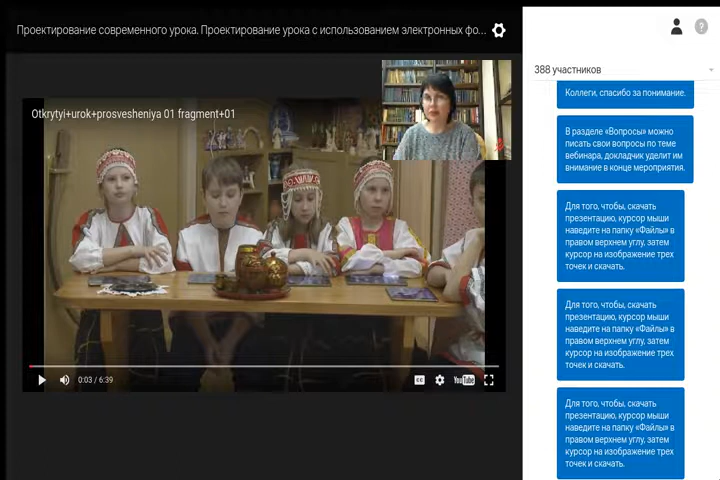 Проектирование современного урока. Проектирование урока с использованием электронных фо...
388 участников
Otkrytyi+urok+prosvesheniya 01 fragment+01
Коллеги, спасибо за понимание.
В разделе «Вопросы» можно
писать свои вопросы по теме
вебинара, докладчик уделит им
внимание в конце мероприятия.
Для того, чтобы, скачать
презентацию, курсор мыши
наведите на папку «Файлы» в
правом верхнем углу, затем
курсор на изображение трех
точек и скачать.
Для того, чтобы, скачать
презентацию, курсор мыши
наведите на папку «Файлы» в
правом верхнем углу, затем
курсор на изображение трех
точек и скачать.
Для того, чтобы, скачать
презентацию, курсор мыши
наведите на папку «Файлы» в
правом верхнем углу, затем
курсор на изображение трех
точек и скачать.
0:03 / 6:39
CC
YouTube
?